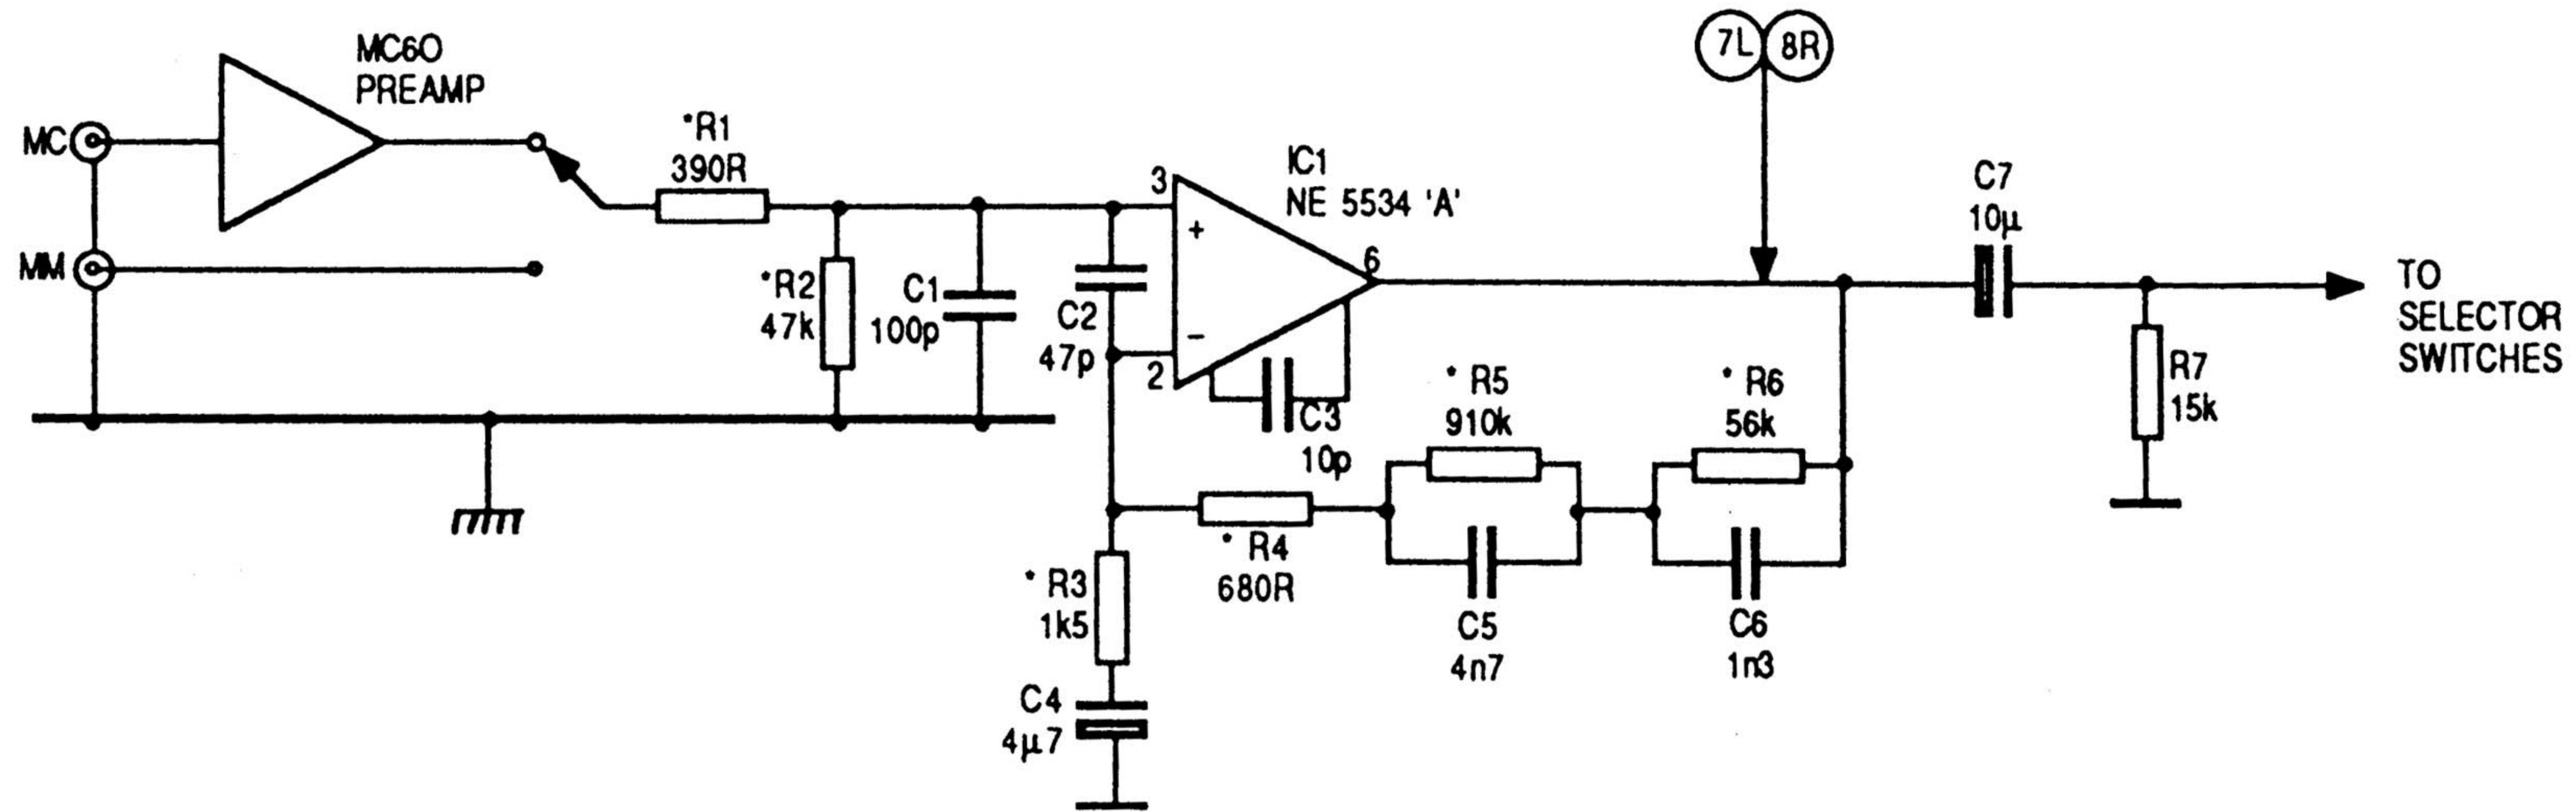 MC60
PREAMP
MC
MM
*R1
390R
*R2
47k
C1
100p
C2
47p
3
+
-
2
IC1
NE 5534 'A'
6
C3
10p
7L
8R
C7
10µ
TO
SELECTOR
SWITCHES
R7
15k
* R5
910k
* R6
56k
* R4
680R
C5
4n7
C6
1n3
* R3
1k5
C4
4µ7